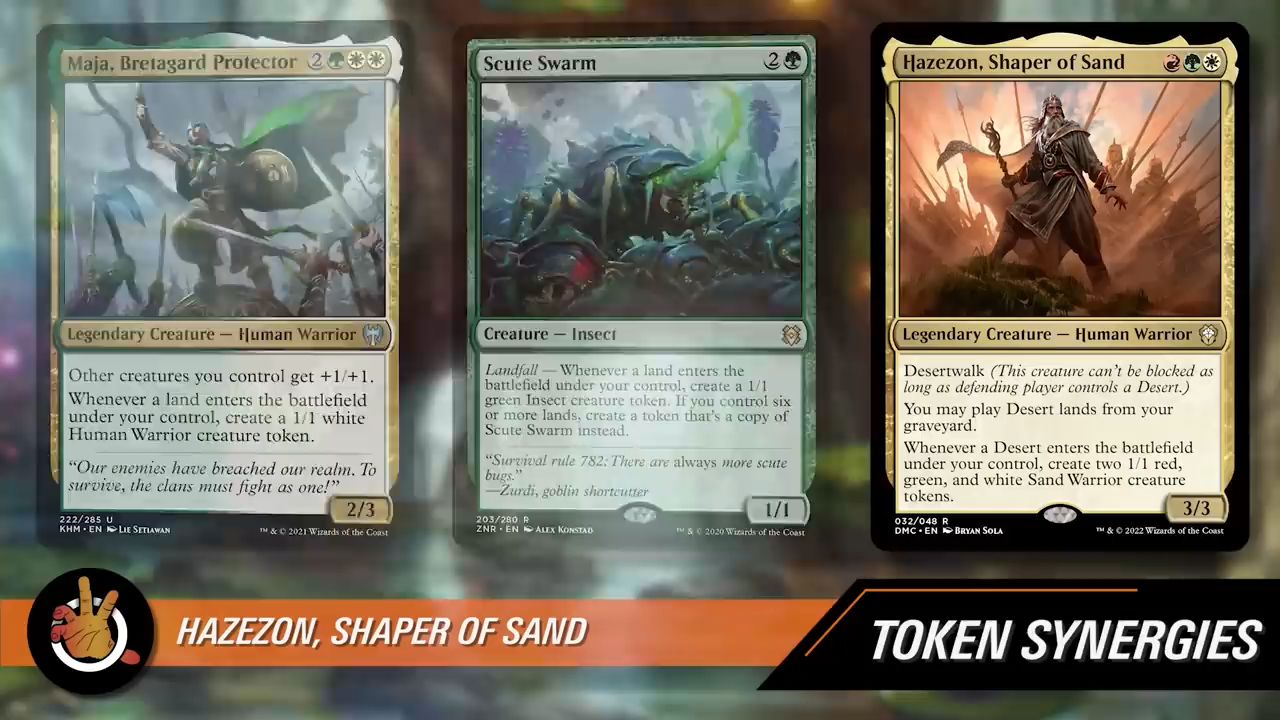 Maja, Bretagard Protector 2
Legendary Creature — Human Warrior
Other creatures you control get +1/+1.
Whenever a land enters the battlefield
under your control, create a 1/1 white
Human Warrior creature token.
“Our enemies have breached our realm. To
survive, the clans must fight as one!”
2/3
222/285 U
KHM • EN Lie Setiawan
™ & © 2021 Wizards of the Coast
Scute Swarm 2
Creature — Insect
Landfall — Whenever a land enters the
battlefield under your control, create a 1/1
green Insect creature token. If you control six
or more lands, create a token that’s a copy of
Scute Swarm instead.
“Survival rule 782: There are always more scute
bugs.”
—Zurdi, goblin shortcutter
1/1
203/280 R
ZNR • EN Alex Konstad
™ & © 2020 Wizards of the Coast
Hazezon, Shaper of Sand
Legendary Creature — Human Warrior
Desertwalk (This creature can’t be blocked as
long as defending player controls a Desert.)
You may play Desert lands from your
graveyard.
Whenever a Desert enters the battlefield
under your control, create two 1/1 red,
green, and white Sand Warrior creature
tokens.
3/3
032/048 R
DMC • EN Bryan Sola
™ & © 2022 Wizards of the Coast
HAZEZON, SHAPER OF SAND
TOKEN SYNERGIES